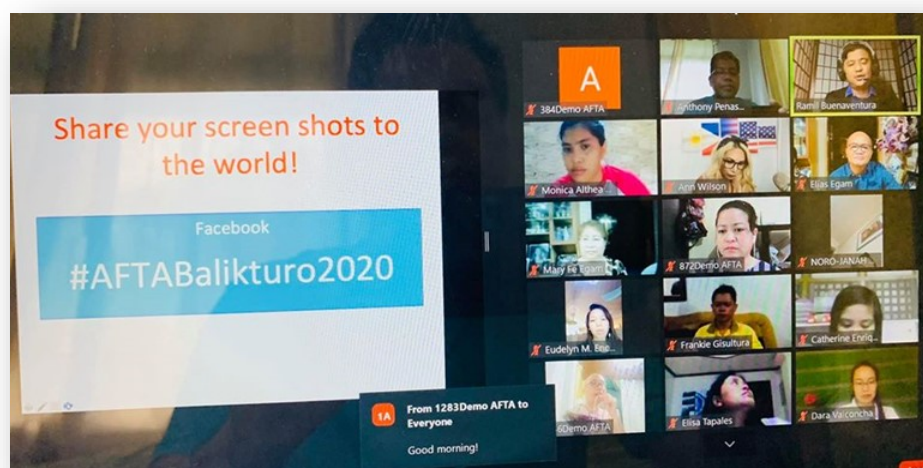 Share your screen shots to
the world!
Facebook
#AFTABalikturo2020
A
384Demo AFTA
Anthony Penas...
Ramil Buenaventura
Monica Althea
Ann Wilson
Elias Egam
Mary Fe Egam
872Demo AFTA
NORO-JANAH
Eudelyn M. Enc...
Frankie Gisultura
Catherine Enriq...
6Demo AFTA
Elisa Tapales
Dara Valconcha
1A
From 1283Demo AFTA to
Everyone
Good morning!